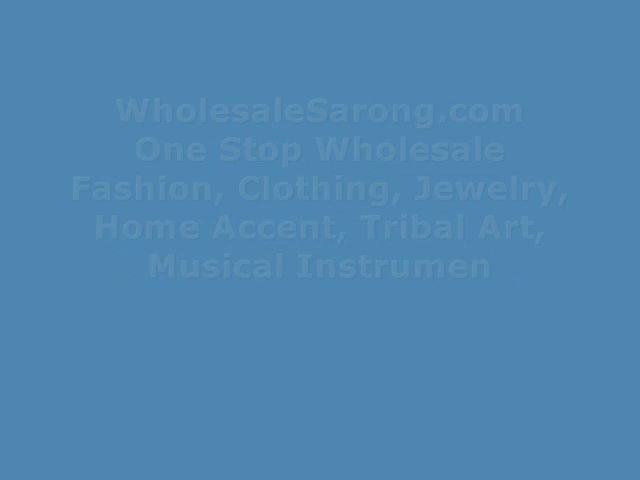 WholesaleSarong.com
One Stop Wholesale
Fashion, Clothing, Jewelry,
Home Accent, Tribal Art,
Musical Instrumen